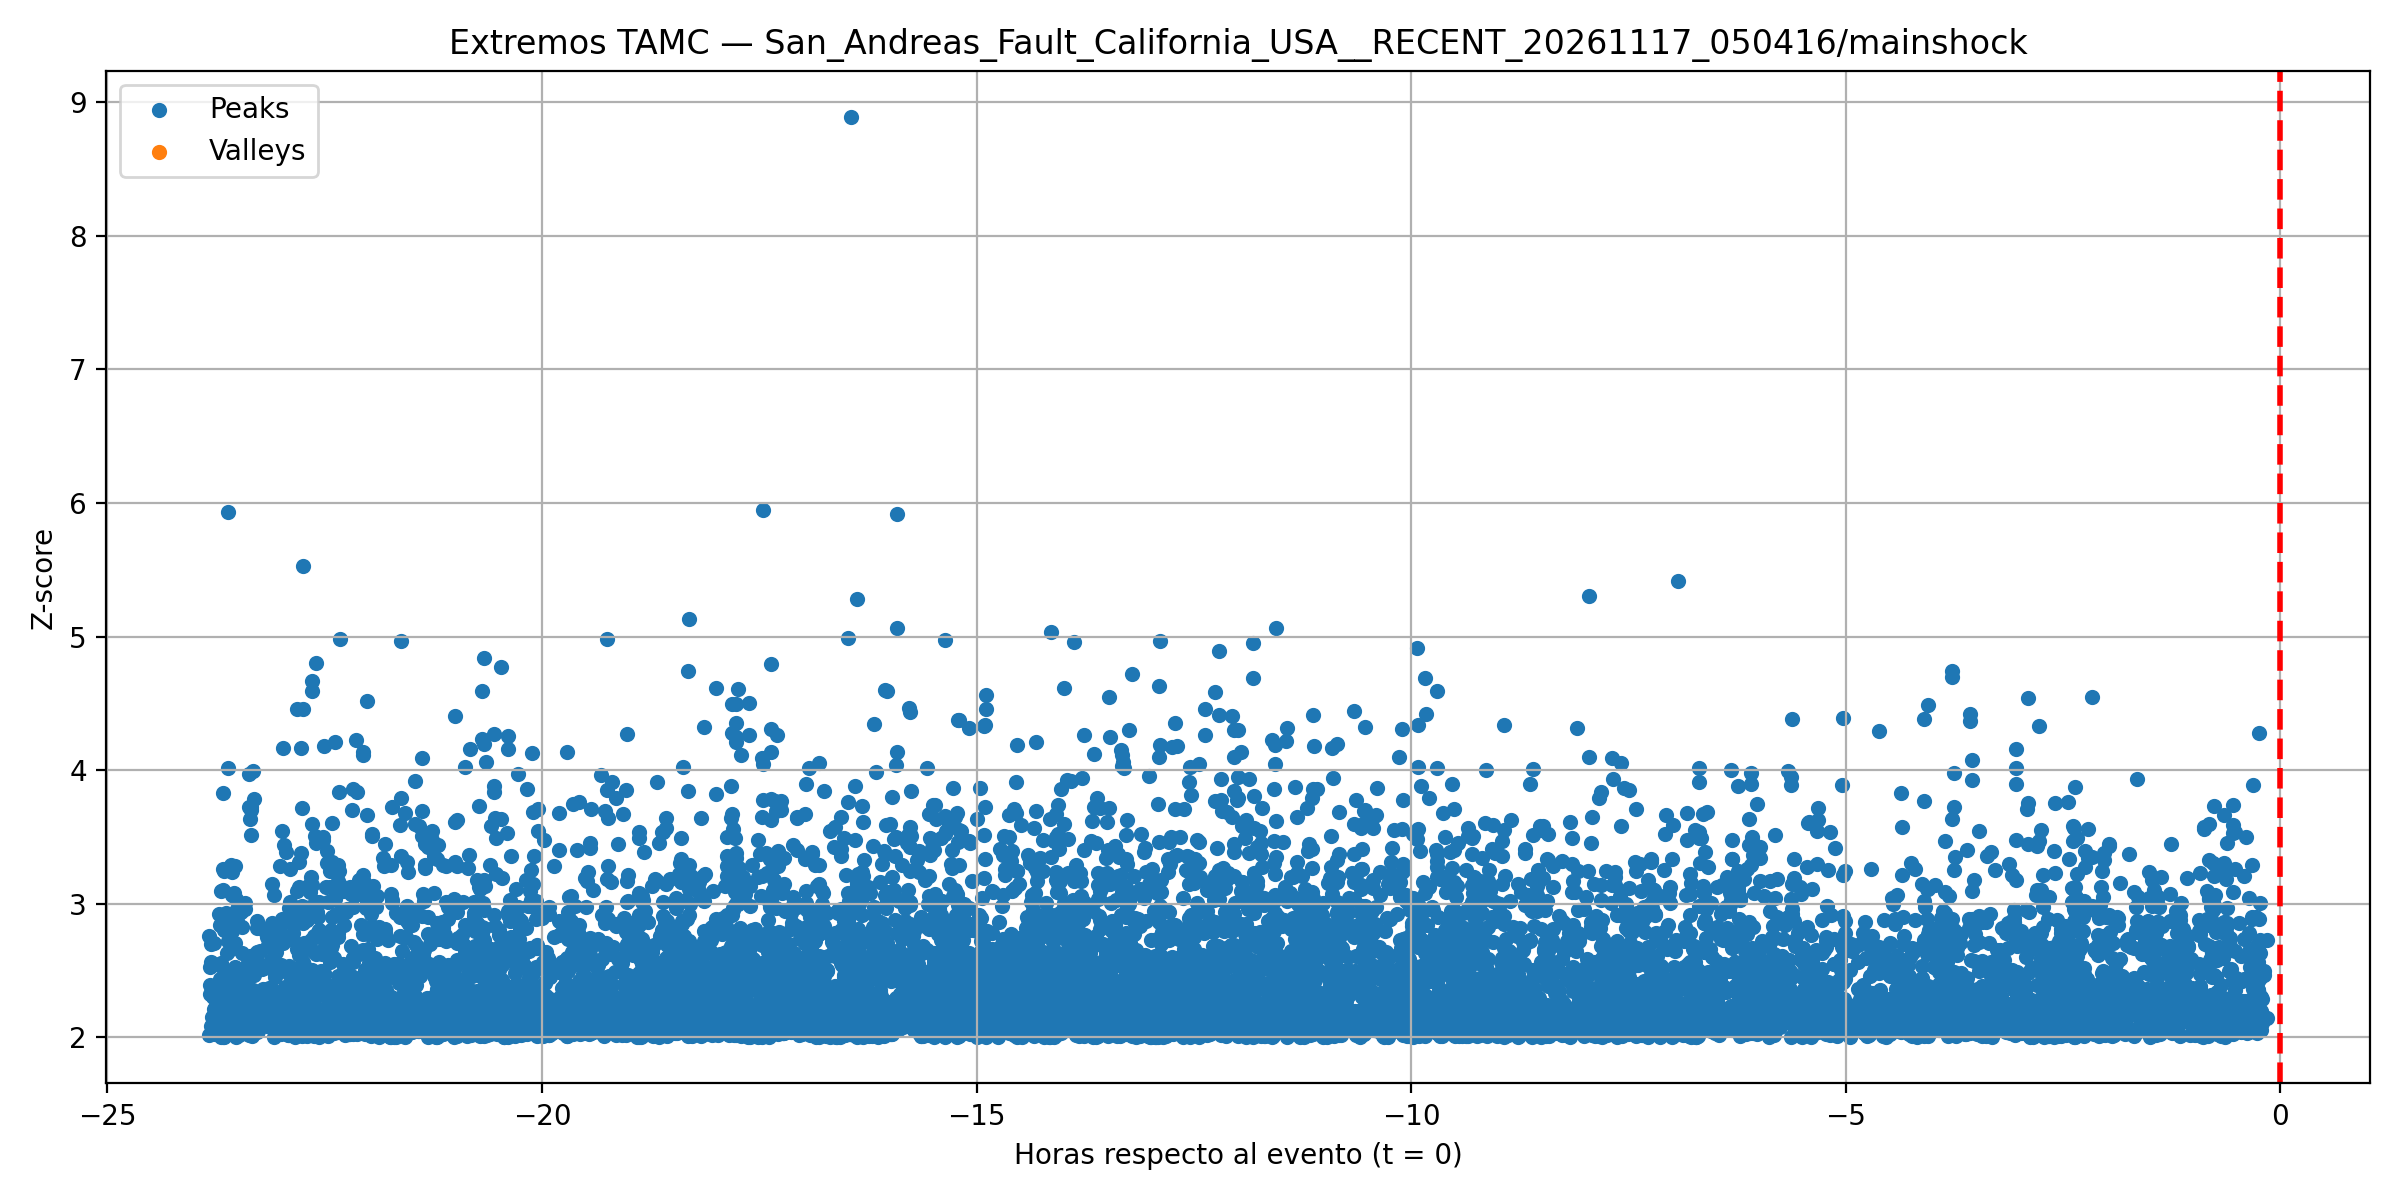 Extremos TAMC — San_Andreas_Fault_California_USA__RECENT_20261117_050416/mainshock
Peaks
Valleys
9
8
7
6
5
4
3
2
Z-score
−25
−20
−15
−10
−5
0
Horas respecto al evento (t = 0)